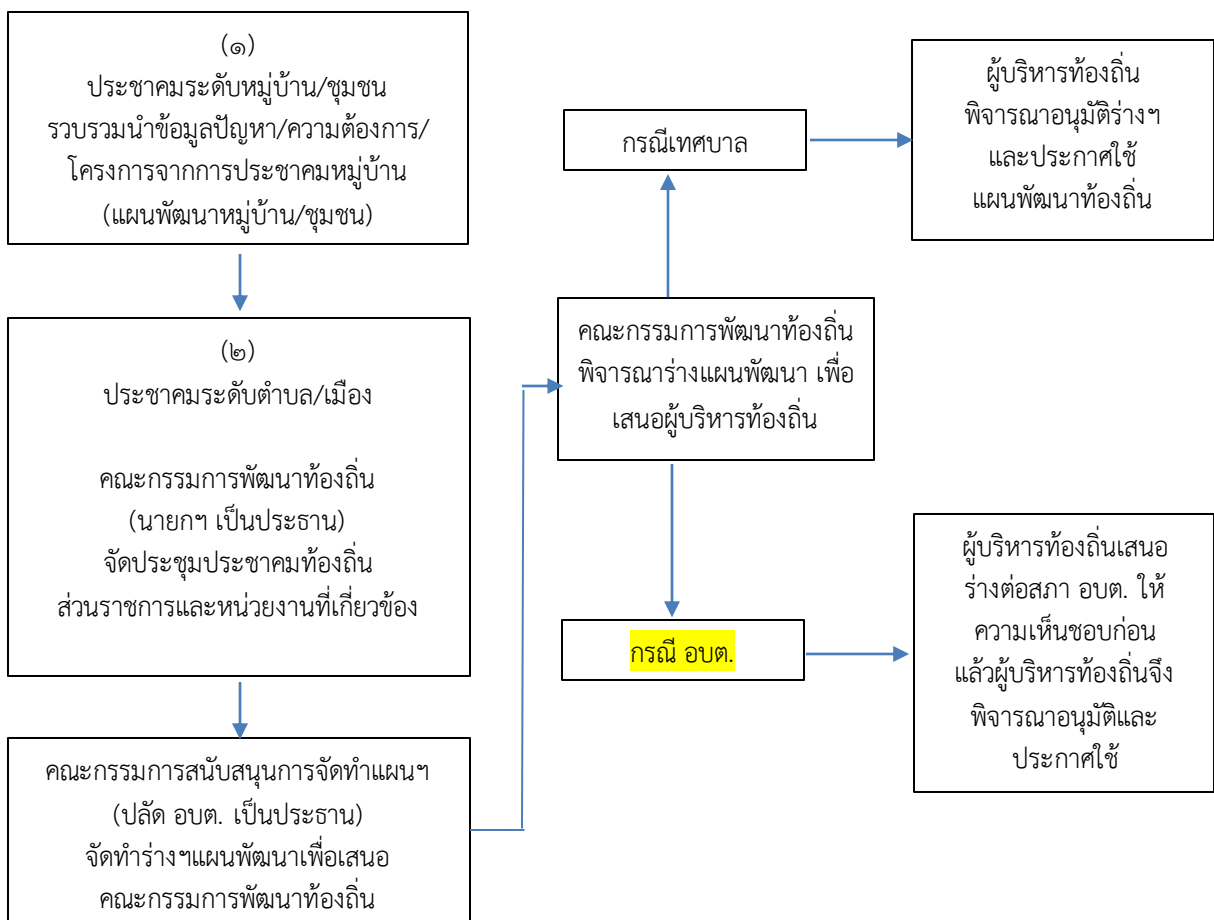 (๑)
ประชาคมระดับหมู่บ้าน/ชุมชน
รวบรวมนำข้อมูลปัญหา/ความต้องการ/
โครงการจากการประชาคมหมู่บ้าน
(แผนพัฒนาหมู่บ้าน/ชุมชน)
(๒)
ประชาคมระดับตำบล/เมือง
คณะกรรมการพัฒนาท้องถิ่น
(นายกฯ เป็นประธาน)
จัดประชุมประชาคมท้องถิ่น
ส่วนราชการและหน่วยงานที่เกี่ยวข้อง
คณะกรรมการสนับสนุนการจัดทำแผนฯ
(ปลัด อบต. เป็นประธาน)
จัดทำร่างฯแผนพัฒนาเพื่อเสนอ
คณะกรรมการพัฒนาท้องถิ่น
คณะกรรมการพัฒนาท้องถิ่น
พิจารณาร่างแผนพัฒนา เพื่อ
เสนอผู้บริหารท้องถิ่น
กรณีเทศบาล
ผู้บริหารท้องถิ่น
พิจารณาอนุมัติร่างฯ
และประกาศใช้
แผนพัฒนาท้องถิ่น
กรณี อบต.
ผู้บริหารท้องถิ่นเสนอ
ร่างต่อสภา อบต. ให้
ความเห็นชอบก่อน
แล้วผู้บริหารท้องถิ่นจึง
พิจารณาอนุมัติและ
ประกาศใช้